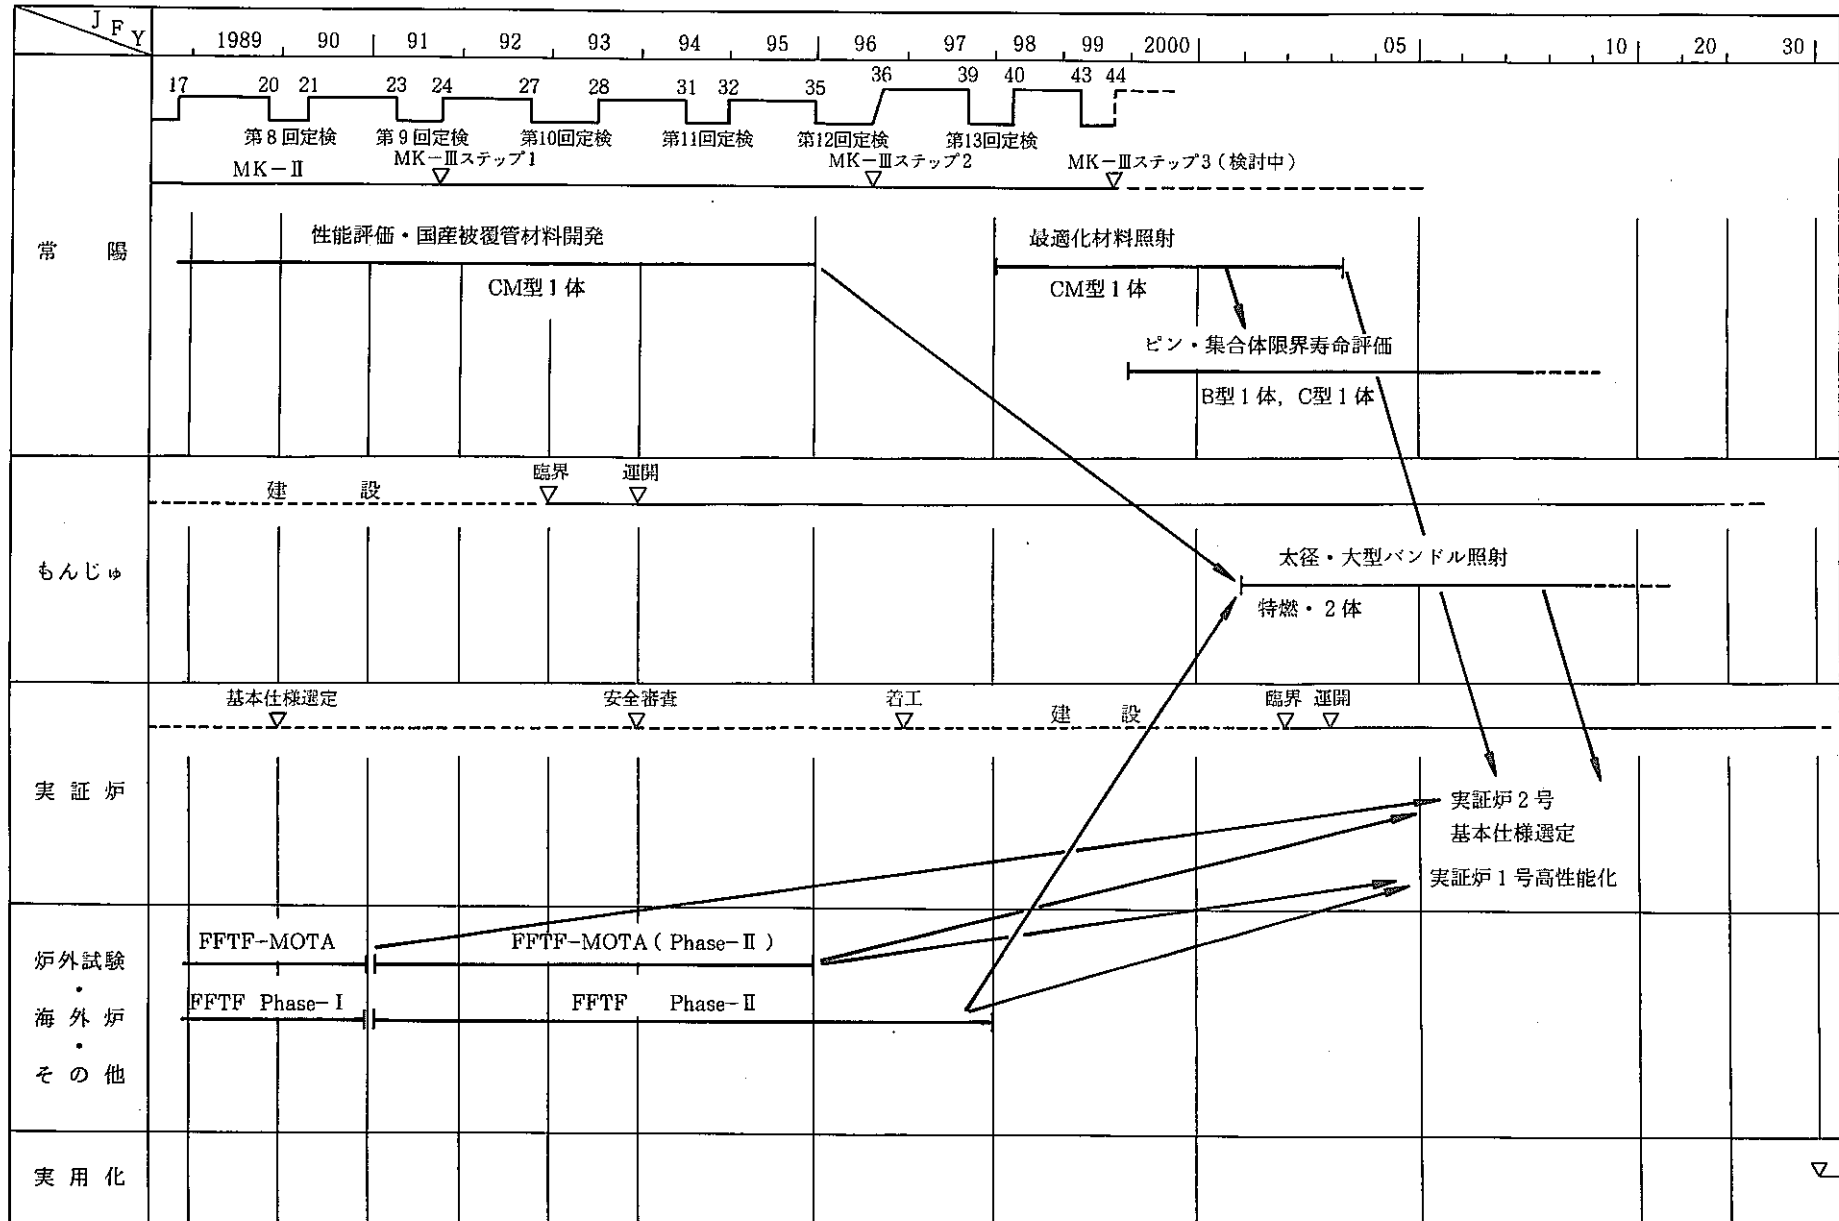 JFY 1989 90 91 92 93 94 95 96 97 98 99 2000 05 10 20 30
17 20 21 23 24 27 28 31 32 35 36 39 40 43 44
第8回定検 第9回定検 第10回定検 第11回定検 第12回定検 第13回定検
MK-Ⅱ MK-Ⅲステップ1 MK-Ⅲステップ2 MK-Ⅲステップ3(検討中)
常陽
性能評価・国産被覆管材料開発 最適化材料照射
CM型1体 CM型1体
ピン・集合体限界寿命評価
B型1体, C型1体
臨界 運開
建設
もんじゅ
太径・大型バンドル照射
特燃・2体
基本仕様選定 安全審査 着工 建設 臨界 運開
実証炉
実証炉2号
基本仕様選定
実証炉1号高性能化
炉外試験
・
海外炉
・
その他
FFTF-MOTA FFTF-MOTA(Phase-Ⅱ)
FFTF Phase-Ⅰ FFTF Phase-Ⅱ
実用化